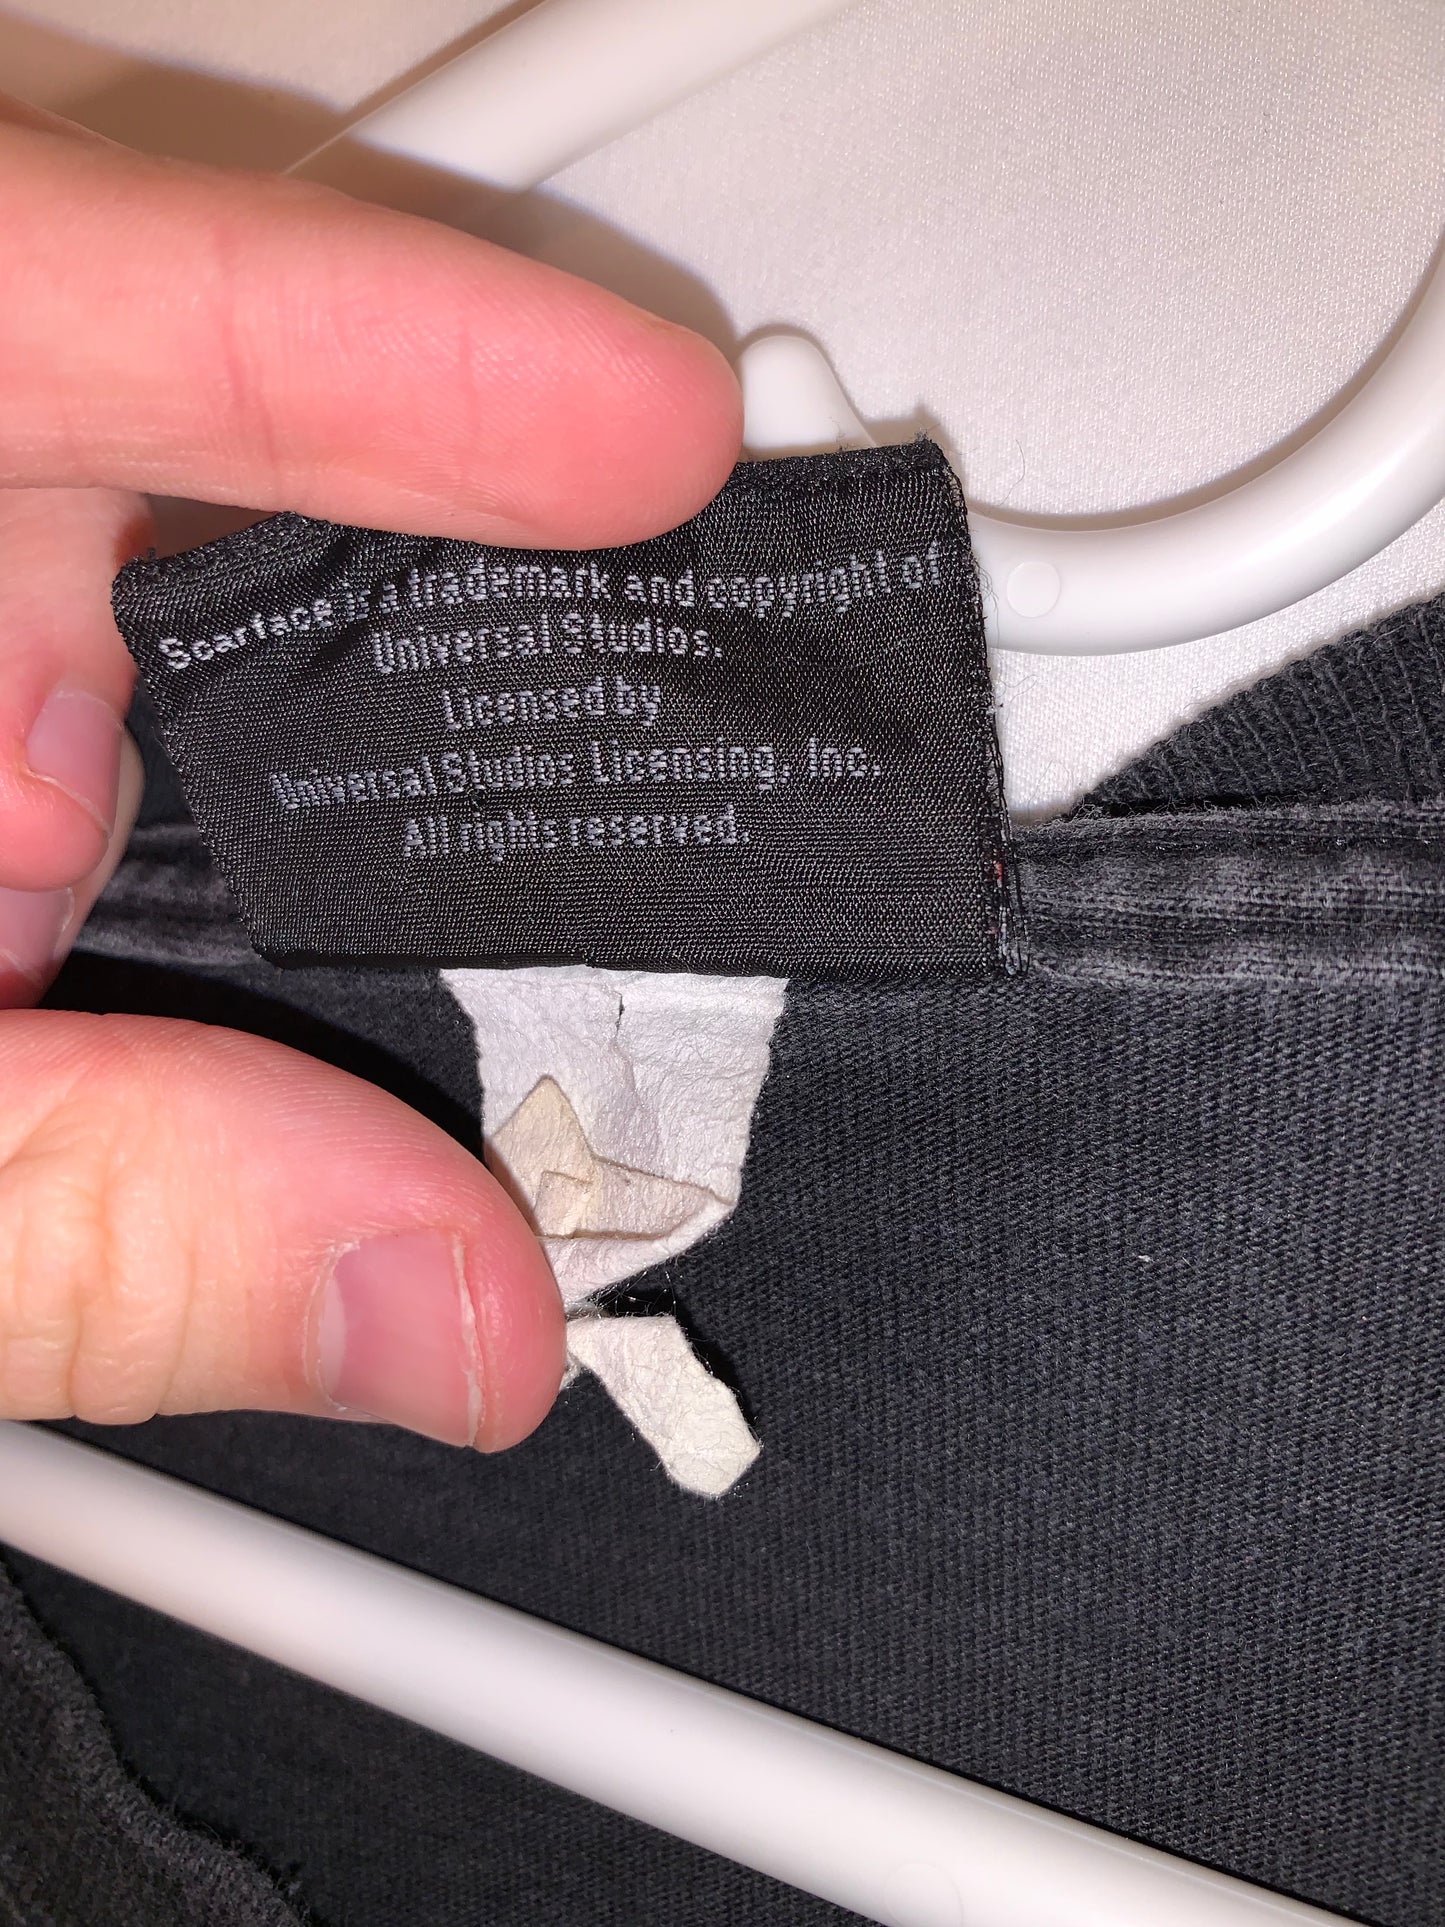 Scarface is a trademark and copyright of
Universal Studios.
Licensed by
Universal Studios Licensing, Inc.
All rights reserved.